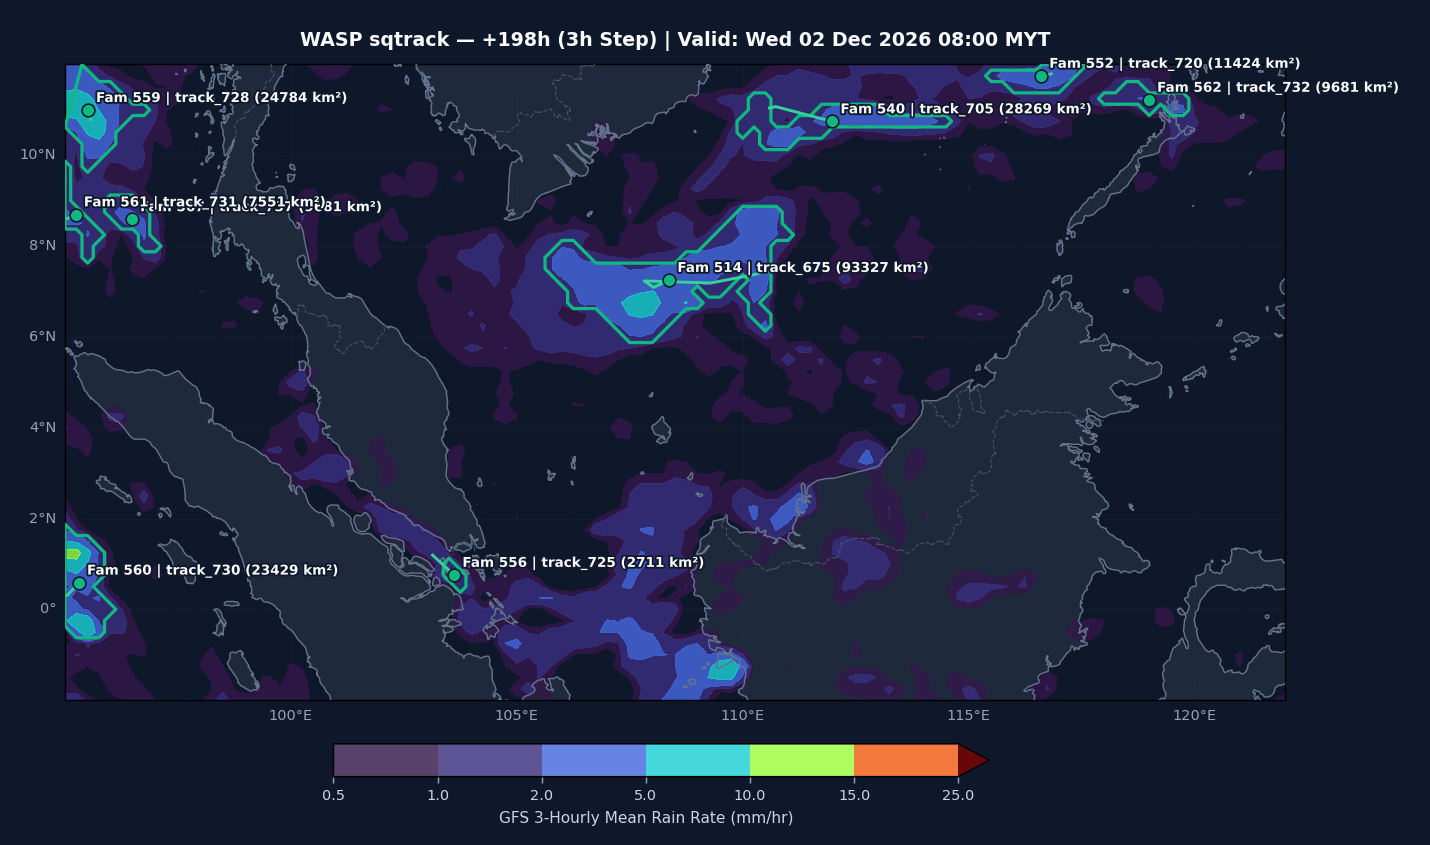 WASP sqtrack — +198h (3h Step) | Valid: Wed 02 Dec 2026 08:00 MYT
Fam 552 | track_720 (11424 km²)
Fam 562 | track_732 (9681 km²)
Fam 559 | track_728 (24784 km²)
Fam 540 | track_705 (28269 km²)
10°N
Fam 561 | track_731 (7551 km²)
8°N
Fam 514 | track_675 (93327 km²)
6°N
4°N
2°N
Fam 556 | track_725 (2711 km²)
Fam 560 | track_730 (23429 km²)
0°
100°E 105°E 110°E 115°E 120°E
0.5 1.0 2.0 5.0 10.0 15.0 25.0
GFS 3-Hourly Mean Rain Rate (mm/hr)